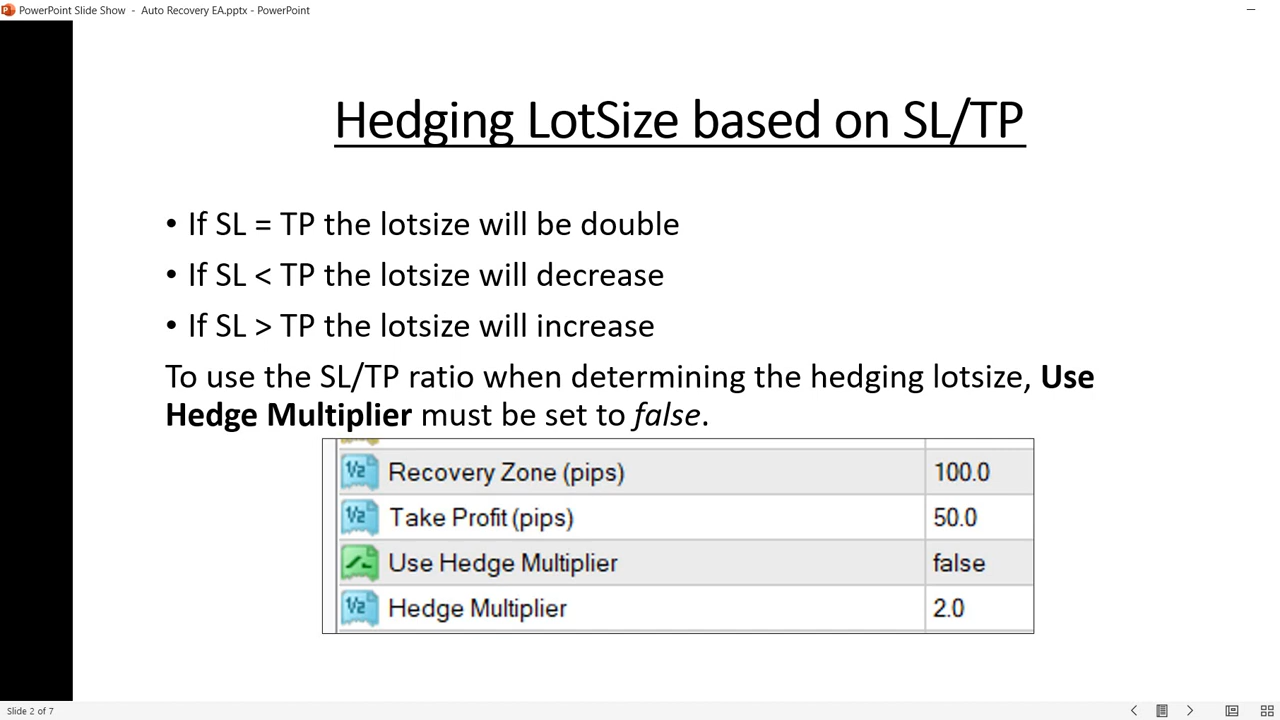 PowerPoint Slide Show - Auto Recovery EA.pptx - PowerPoint
Hedging LotSize based on SL/TP
• If SL = TP the lotsize will be double
• If SL < TP the lotsize will decrease
• If SL > TP the lotsize will increase
To use the SL/TP ratio when determining the hedging lotsize, Use
Hedge Multiplier must be set to false.
Recovery Zone (pips) 100.0
Take Profit (pips) 50.0
Use Hedge Multiplier false
Hedge Multiplier 2.0
Slide 2 of 7